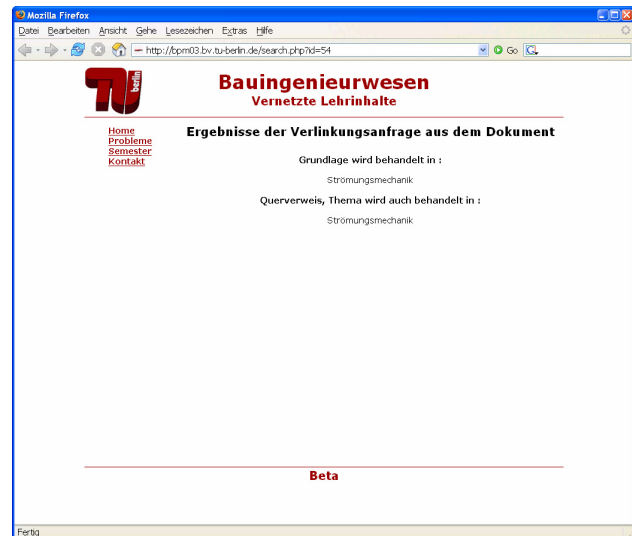 Mozilla Firefox
Datei Bearbeiten Ansicht Gehe Lesezeichen Extras Hilfe
http://bpm03.bv.tu-berlin.de/search.php?id=54 Go
berlin
Bauingenieurwesen
Vernetzte Lehrinhalte
Home
Probleme
Semester
Kontakt
Ergebnisse der Verlinkungsanfrage aus dem Dokument
Grundlage wird behandelt in :
Strömungsmechanik
Querverweis, Thema wird auch behandelt in :
Strömungsmechanik
Beta
Fertig